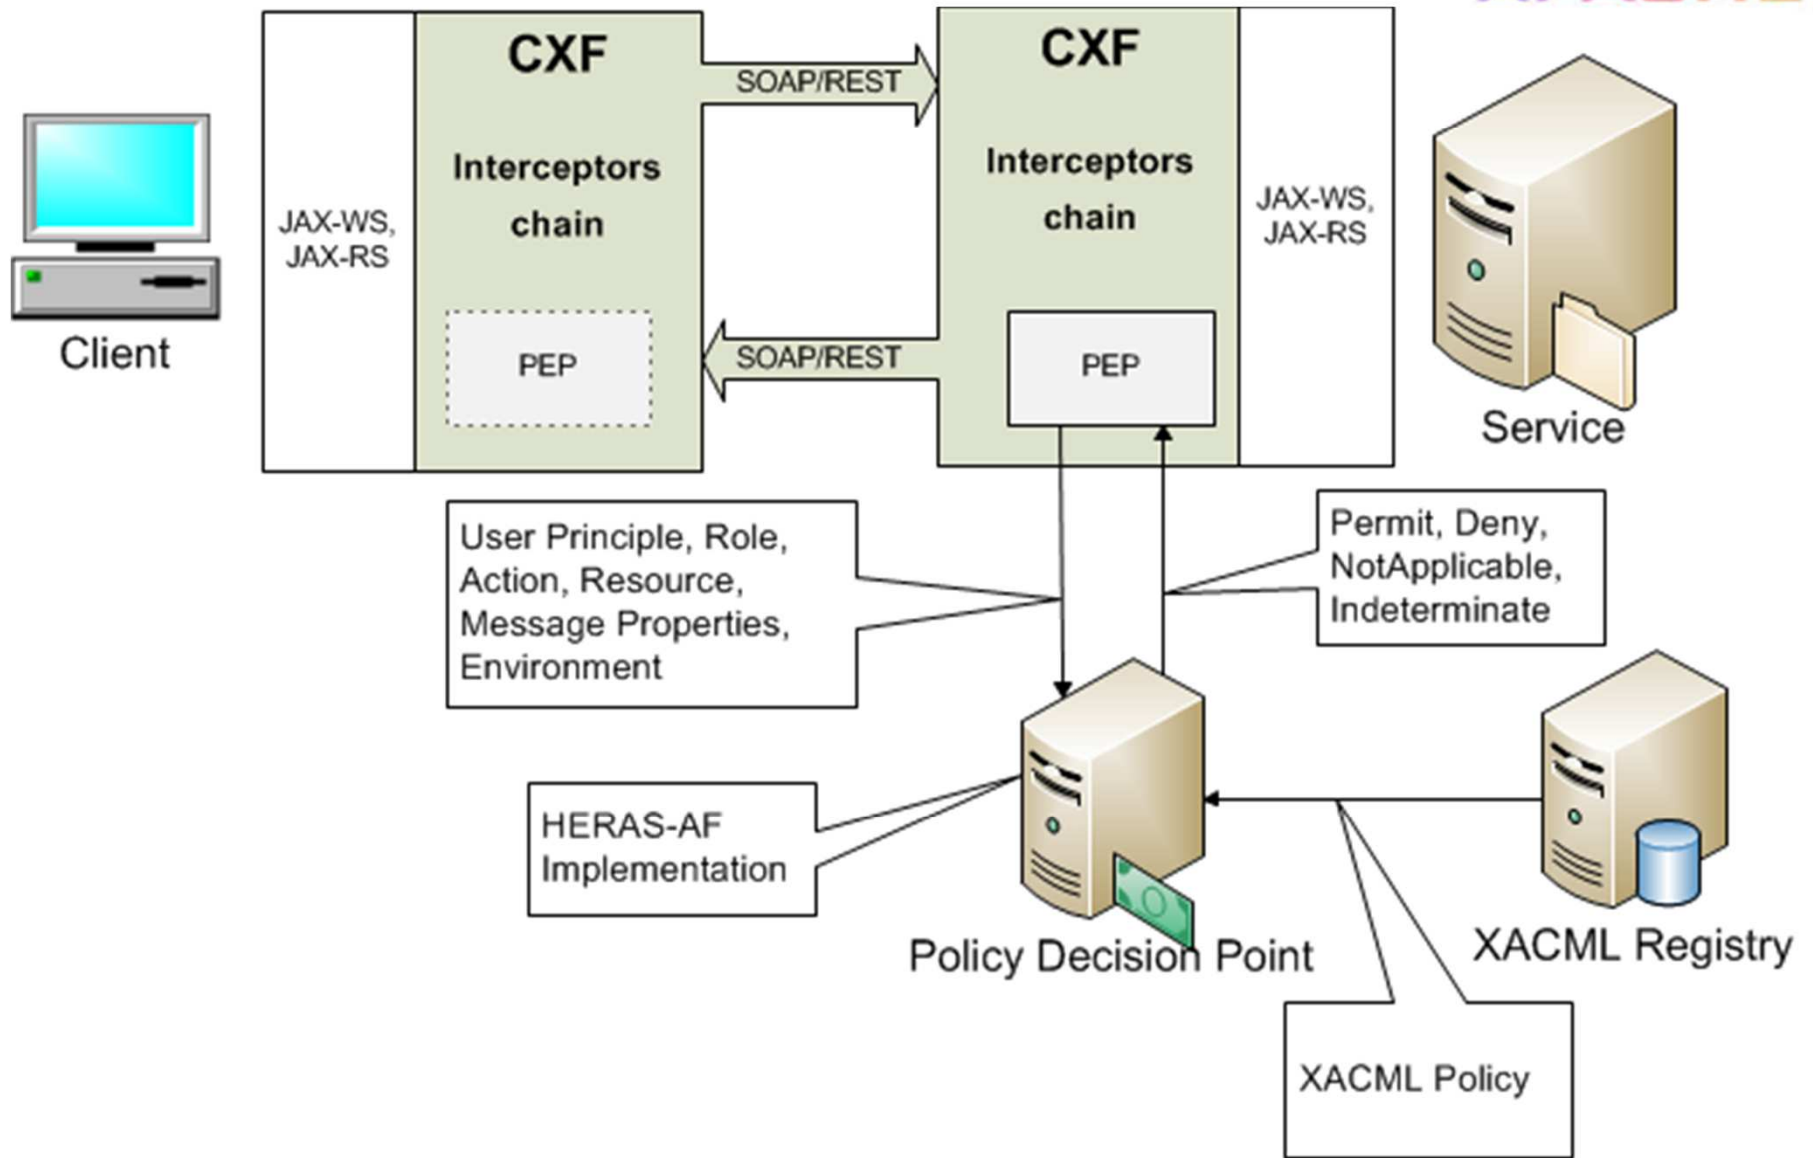 CXF
CXF
SOAP/REST
Interceptors
chain
Interceptors
chain
JAX-WS,
JAX-RS
JAX-WS,
JAX-RS
Client
PEP
SOAP/REST
PEP
Service
User Principle, Role,
Action, Resource,
Message Properties,
Environment
Permit, Deny,
NotApplicable,
Indeterminate
HERAS-AF
Implementation
Policy Decision Point
XACML Registry
XACML Policy